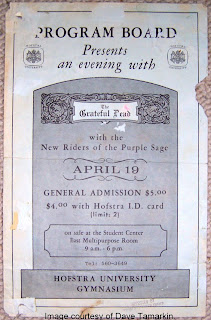 PROGRAM BOARD
Presents
an evening with
The
Grateful Dead
with the
New Riders of the Purple Sage
APRIL 19
GENERAL ADMISSION $5.00
$4.00 with Hofstra I.D. card
(limit: 2)
on sale at the Student Center
East Multipurpose Room
9 a.m. - 6 p.m.
HOFSTRA UNIVERSITY
GYMNASIUM
Image courtesy of Dave Tamarkin.